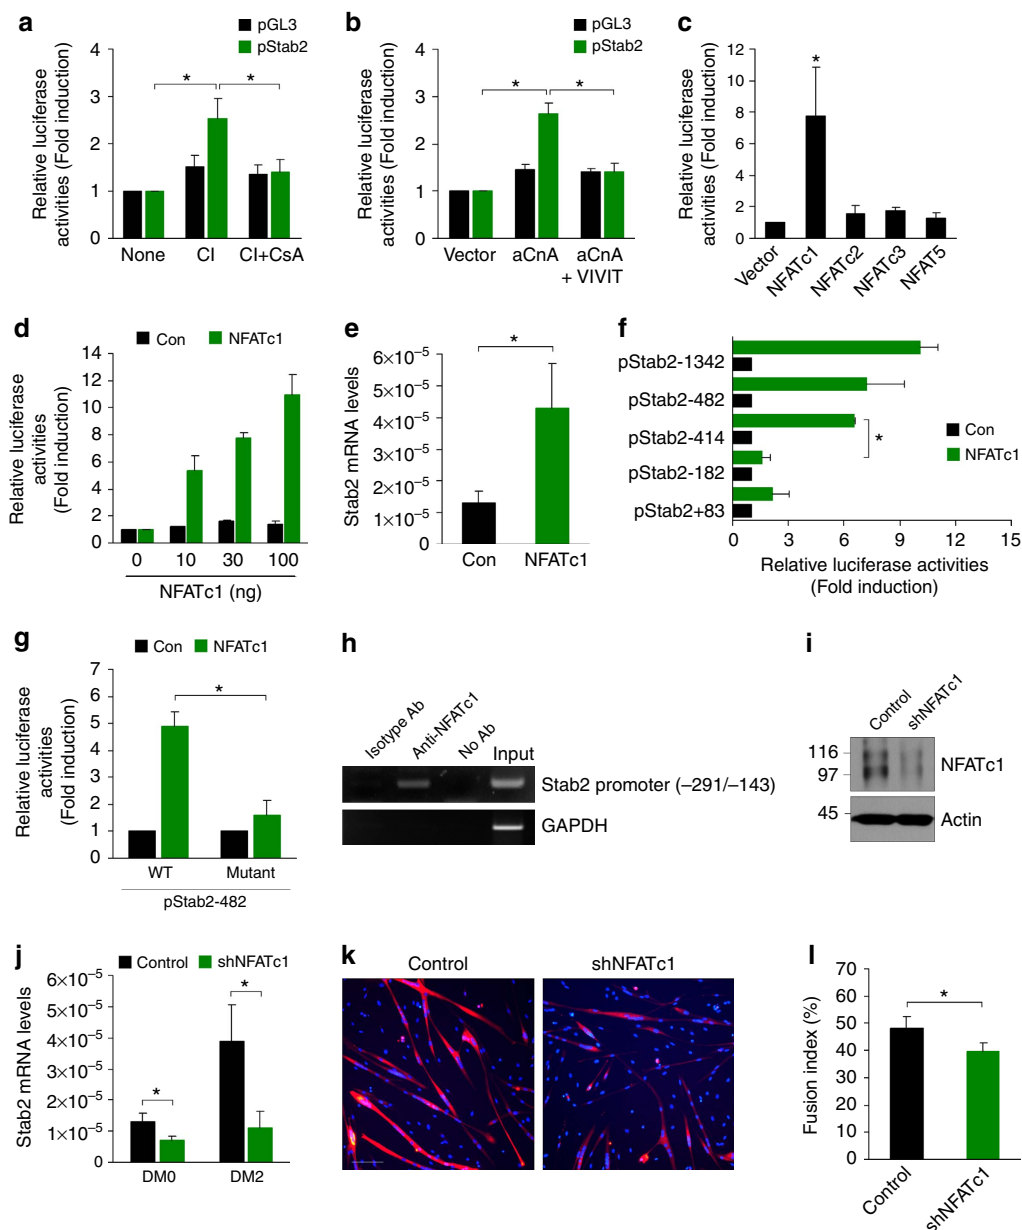 a
pGL3
pStab2
Relative luciferase
activities (Fold induction)
4
3
2
1
0
*
*
None
CI
CI+CsA
b
pGL3
pStab2
Relative luciferase
activities (Fold induction)
4
3
2
1
0
*
*
Vector
aCnA
aCnA
+ VIVIT
c
Relative luciferase
activities (Fold induction)
12
10
8
6
4
2
0
*
Vector
NFATc1
NFATc2
NFATc3
NFAT5
d
Con
NFATc1
Relative luciferase
activities
(Fold induction)
14
12
10
8
6
4
2
0
0
10
30
100
NFATc1 (ng)
e
Stab2 mRNA levels
6×10⁻⁵
5×10⁻⁵
4×10⁻⁵
3×10⁻⁵
2×10⁻⁵
1×10⁻⁵
0
*
Con
NFATc1
f
pStab2-1342
pStab2-482
pStab2-414
pStab2-182
pStab2+83
*
Con
NFATc1
0
3
6
9
12
15
Relative luciferase activities
(Fold induction)
g
Con
NFATc1
Relative luciferase
activities
(Fold induction)
7
6
5
4
3
2
1
0
*
WT
Mutant
pStab2-482
h
Isotype Ab
Anti-NFATc1
No Ab
Input
Stab2 promoter (–291/–143)
GAPDH
i
Control
shNFATc1
116
97
NFATc1
45
Actin
j
Control
shNFATc1
Stab2 mRNA levels
6×10⁻⁵
5×10⁻⁵
4×10⁻⁵
3×10⁻⁵
2×10⁻⁵
1×10⁻⁵
0
*
*
DM0
DM2
k
Control
shNFATc1
l
Fusion index (%)
70
60
50
40
30
20
10
0
*
Control
shNFATc1